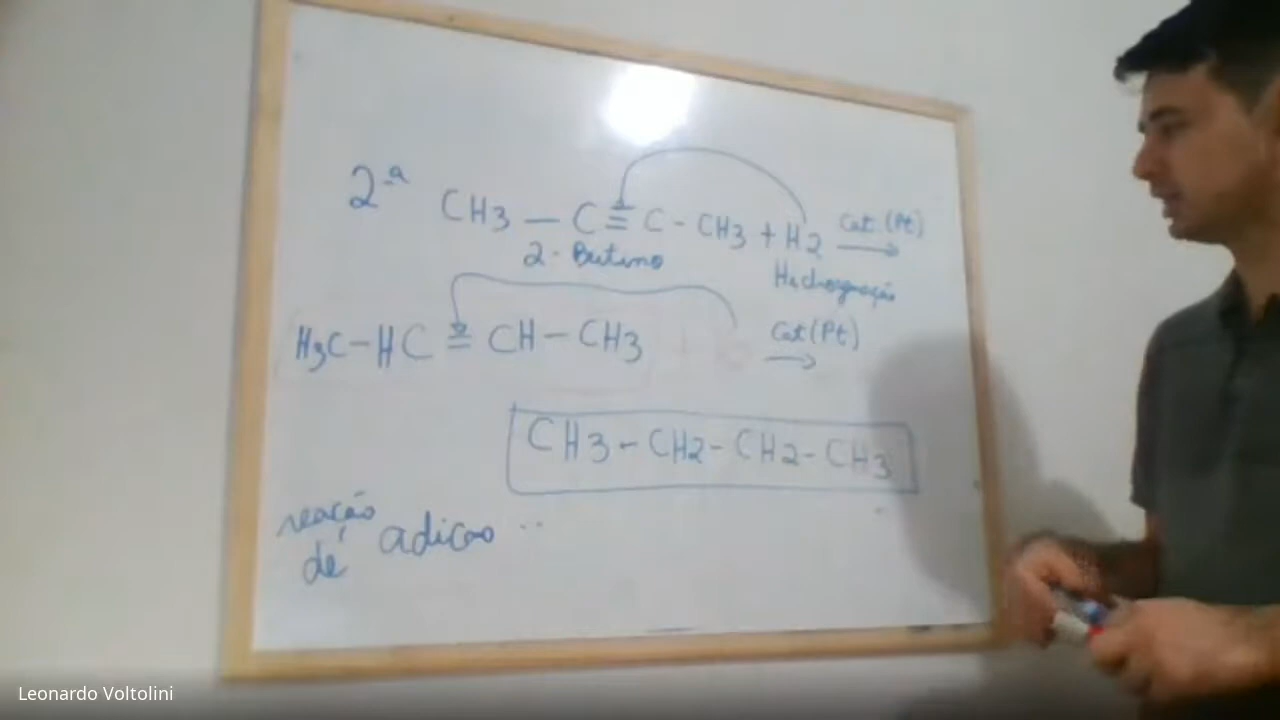 2ª CH3 — C ≡ C - CH3 + H2 Cat. (Pt) →
2- Butino
Hidrogenação
H3C-HC = CH-CH3 Cat (Pt) →
CH3-CH2-CH2-CH3
reação
de adicao ..
Leonardo Voltolini